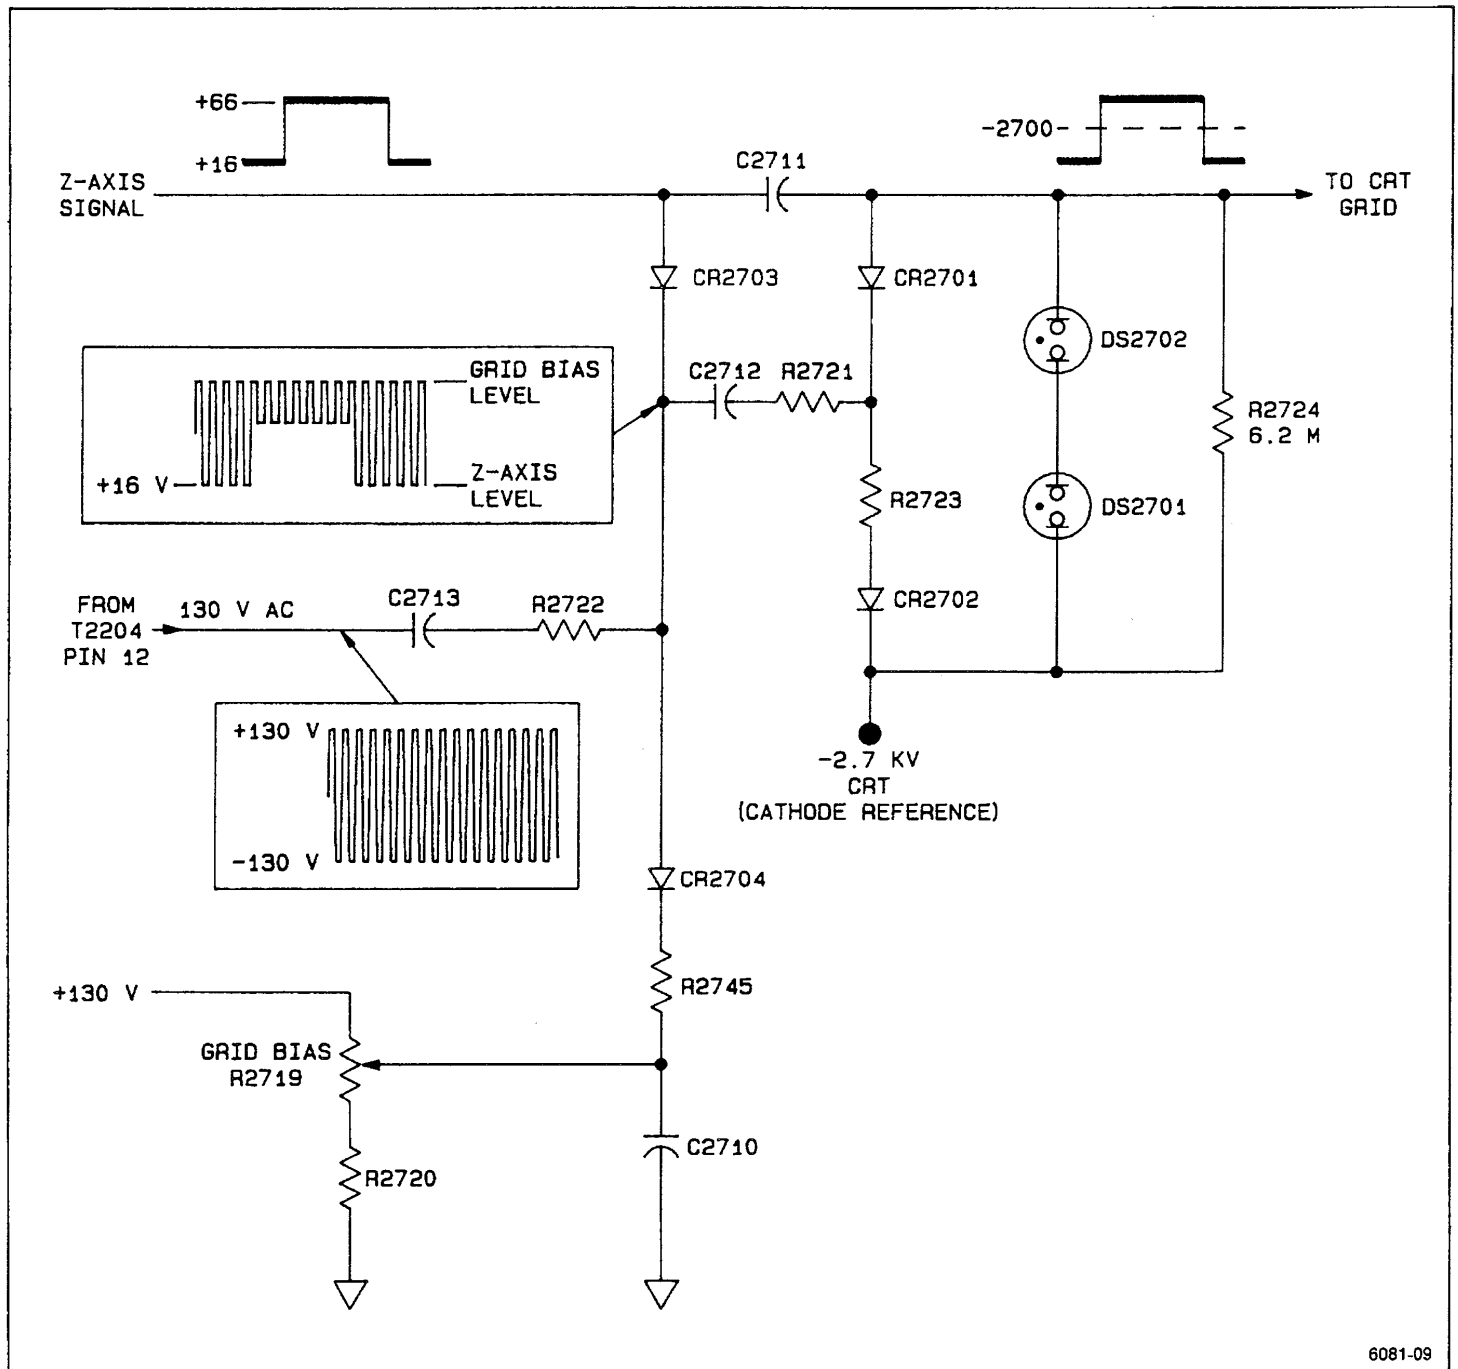 +66
+16
Z-AXIS
SIGNAL
C2711
-2700
TO CRT
GRID
CR2703
CR2701
DS2702
GRID BIAS
LEVEL
+16 V
Z-AXIS
LEVEL
C2712
R2721
R2724
6.2 M
R2723
DS2701
FROM
T2204
PIN 12
130 V AC
C2713
R2722
CR2702
+130 V
-130 V
-2.7 KV
CRT
(CATHODE REFERENCE)
CR2704
R2745
+130 V
GRID BIAS
R2719
C2710
R2720
6081-09